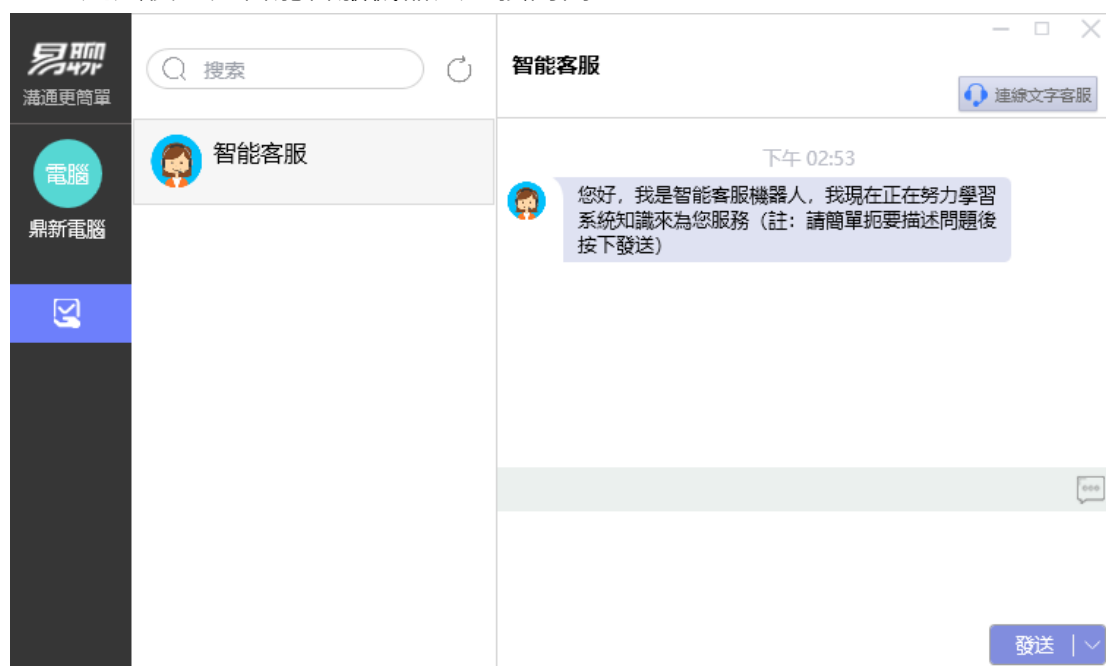 易聊
溝通更簡單
電腦
鼎新電腦
搜索
智能客服
智能客服
連線文字客服
下午 02:53
您好，我是智能客服機器人，我現在正在努力學習
系統知識來為您服務（註：請簡單扼要描述問題後
按下發送）
發送